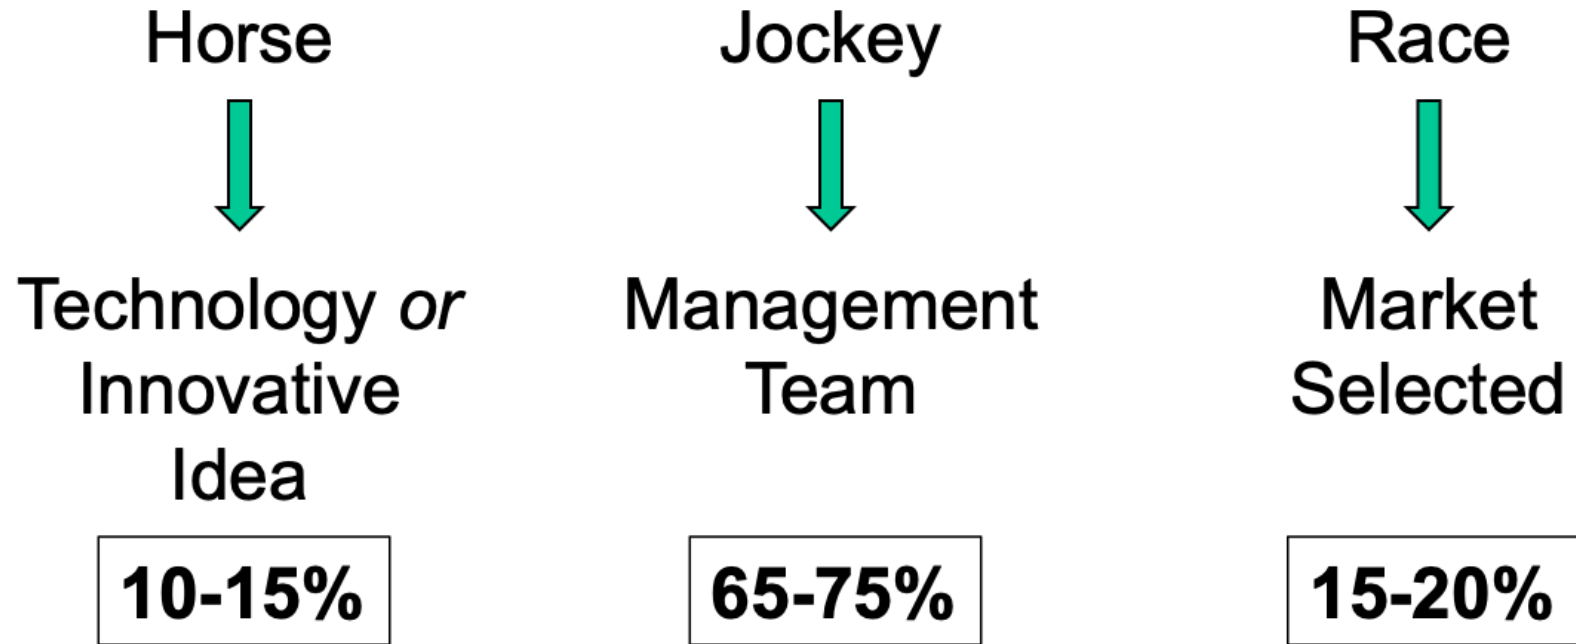 Horse
Technology or
Innovative
Idea
10-15%
Jockey
Management
Team
65-75%
Race
Market
Selected
15-20%